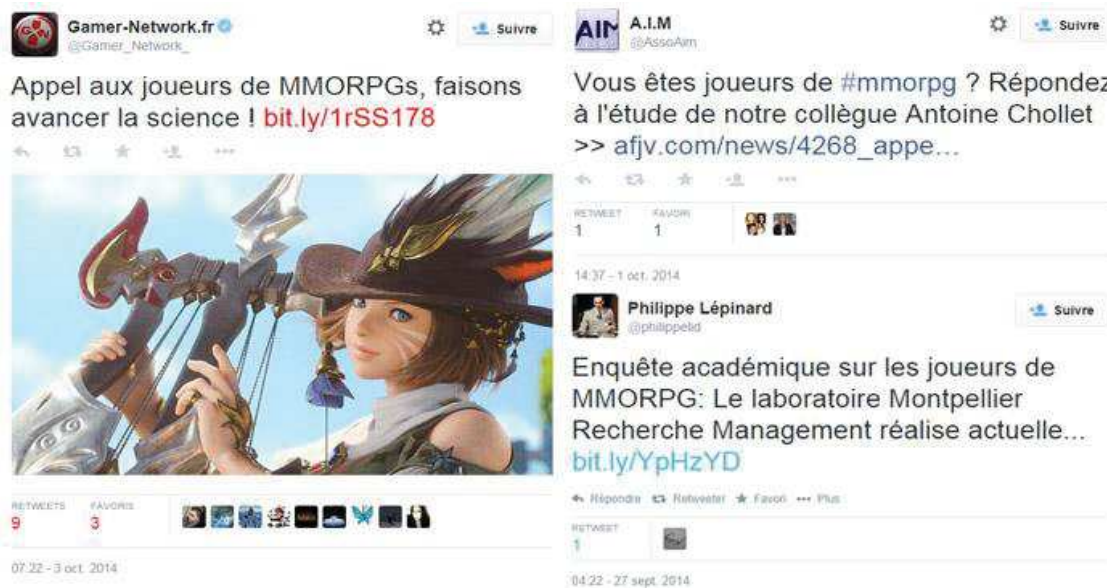 Gamer-Network.fr
@Gamer_Network_
Suivre
Appel aux joueurs de MMORPGs, faisons
avancer la science ! bit.ly/1rSS178
RETWEETS
9
FAVORIS
3
07:22 - 3 oct. 2014
AIM
A.I.M
@AssoAim
Suivre
Vous êtes joueurs de #mmorpg ? Répondez
à l'étude de notre collègue Antoine Chollet
>> afjv.com/news/4268_appe...
RETWEET
1
FAVORI
1
14:37 - 1 oct. 2014
Philippe Lépinard
@philippelid
Suivre
Enquête académique sur les joueurs de
MMORPG: Le laboratoire Montpellier
Recherche Management réalise actuelle...
bit.ly/YpHzYD
Répondre Retweeter Favori Plus
RETWEET
1
04:22 - 27 sept. 2014